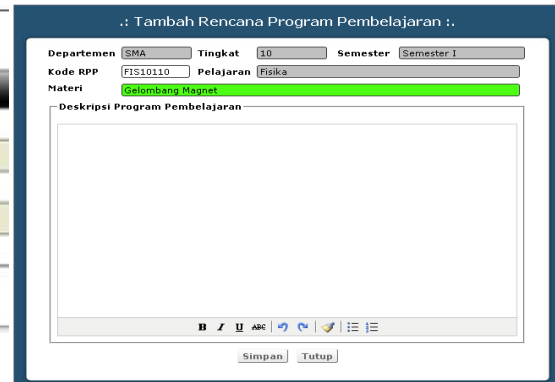 .: Tambah Rencana Program Pembelajaran :.
Departemen SMA Tingkat 10 Semester Semester I
Kode RPP FIS10110 Pelajaran Fisika
Materi Gelombang Magnet
Deskripsi Program Pembelajaran
B I U ABC
Simpan Tutup